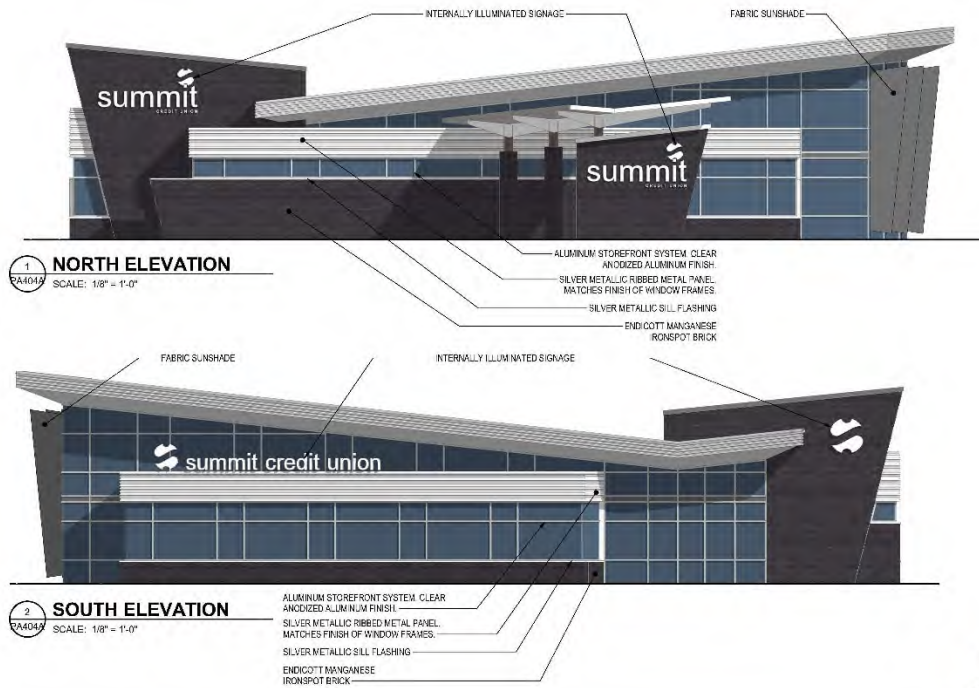 INTERNALLY ILLUMINATED SIGNAGE
FABRIC SUNSHADE
summit
CREDIT UNION
summit
CREDIT UNION
ALUMINUM STOREFRONT SYSTEM. CLEAR
ANODIZED ALUMINUM FINISH.
SILVER METALLIC RIBBED METAL PANEL.
MATCHES FINISH OF WINDOW FRAMES.
SILVER METALLIC SILL FLASHING
ENDICOTT MANGANESE
IRONSPOT BRICK
1
PA404A
NORTH ELEVATION
SCALE: 1/8" = 1'-0"
FABRIC SUNSHADE
INTERNALLY ILLUMINATED SIGNAGE
summit credit union
2
PA404A
SOUTH ELEVATION
SCALE: 1/8" = 1'-0"
ALUMINUM STOREFRONT SYSTEM. CLEAR
ANODIZED ALUMINUM FINISH.
SILVER METALLIC RIBBED METAL PANEL.
MATCHES FINISH OF WINDOW FRAMES.
SILVER METALLIC SILL FLASHING
ENDICOTT MANGANESE
IRONSPOT BRICK